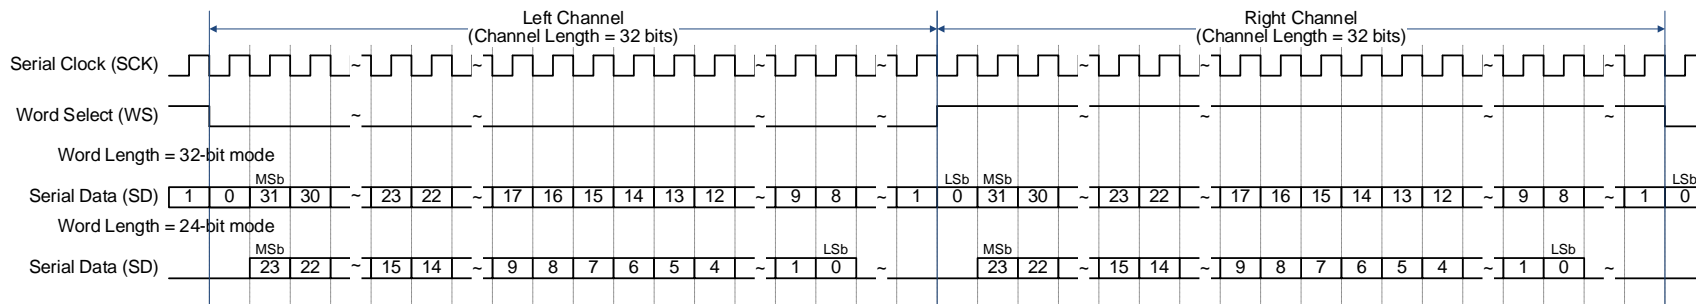 Left Channel
(Channel Length = 32 bits)
Right Channel
(Channel Length = 32 bits)
Serial Clock (SCK) ~ ~ ~ ~ ~ ~ ~ ~
Word Select (WS) ~ ~ ~ ~ ~ ~ ~ ~
Word Length = 32-bit mode
MSb LSb MSb LSb
Serial Data (SD) 1 0 31 30 ~ 23 22 ~ 17 16 15 14 13 12 ~ 9 8 ~ 1 0 31 30 ~ 23 22 ~ 17 16 15 14 13 12 ~ 9 8 ~ 1 0
Word Length = 24-bit mode
MSb LSb MSb LSb
Serial Data (SD) 23 22 ~ 15 14 ~ 9 8 7 6 5 4 ~ 1 0 ~ 23 22 ~ 15 14 ~ 9 8 7 6 5 4 ~ 1 0 ~